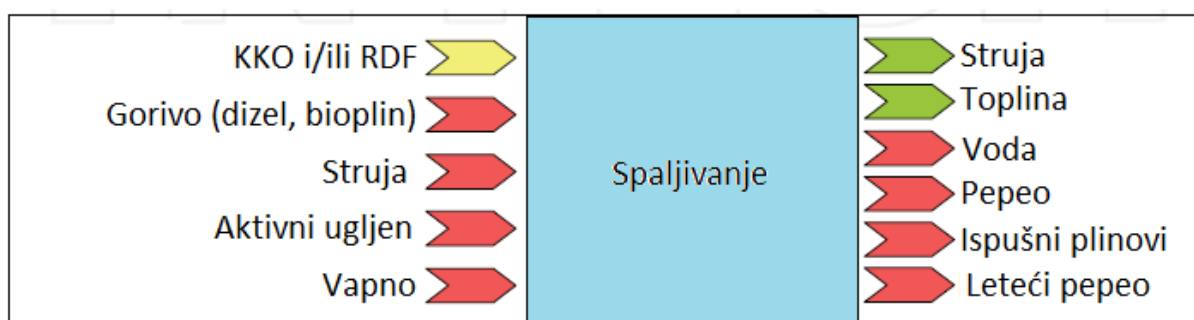 KKO i/ili RDF
Gorivo (dizel, bioplin)
Struja
Aktivni ugljen
Vapno
Spaljivanje
Struja
Toplina
Voda
Pepeo
Ispušni plinovi
Leteći pepeo